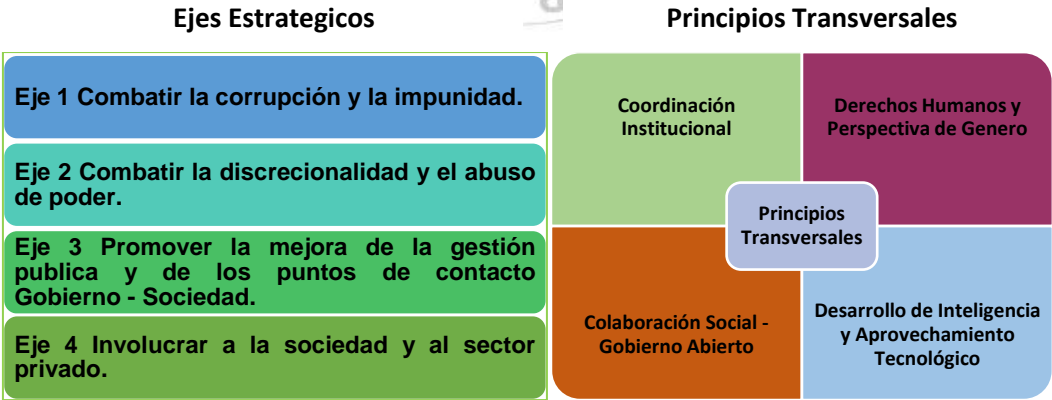 Ejes Estrategicos
Eje 1 Combatir la corrupción y la impunidad.
Eje 2 Combatir la discrecionalidad y el abuso
de poder.
Eje 3 Promover la mejora de la gestión
publica y de los puntos de contacto
Gobierno - Sociedad.
Eje 4 Involucrar a la sociedad y al sector
privado.
Principios Transversales
Coordinación
Institucional
Derechos Humanos y
Perspectiva de Genero
Principios
Transversales
Colaboración Social -
Gobierno Abierto
Desarrollo de Inteligencia
y Aprovechamiento
Tecnológico